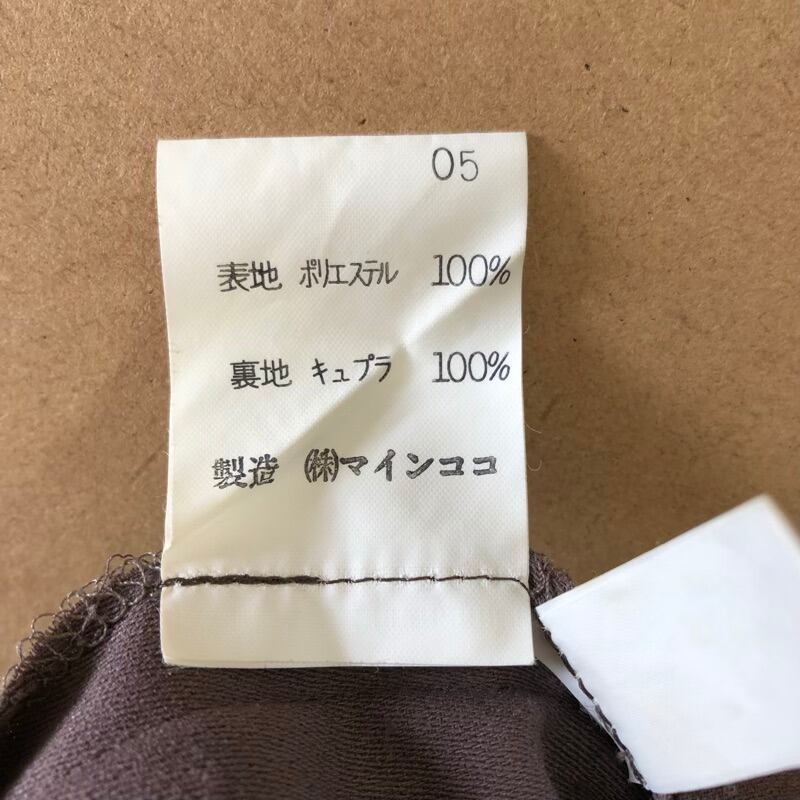 05
表地 ポリエステル 100%
裏地 キュプラ 100%
製造 ㈱マインココ